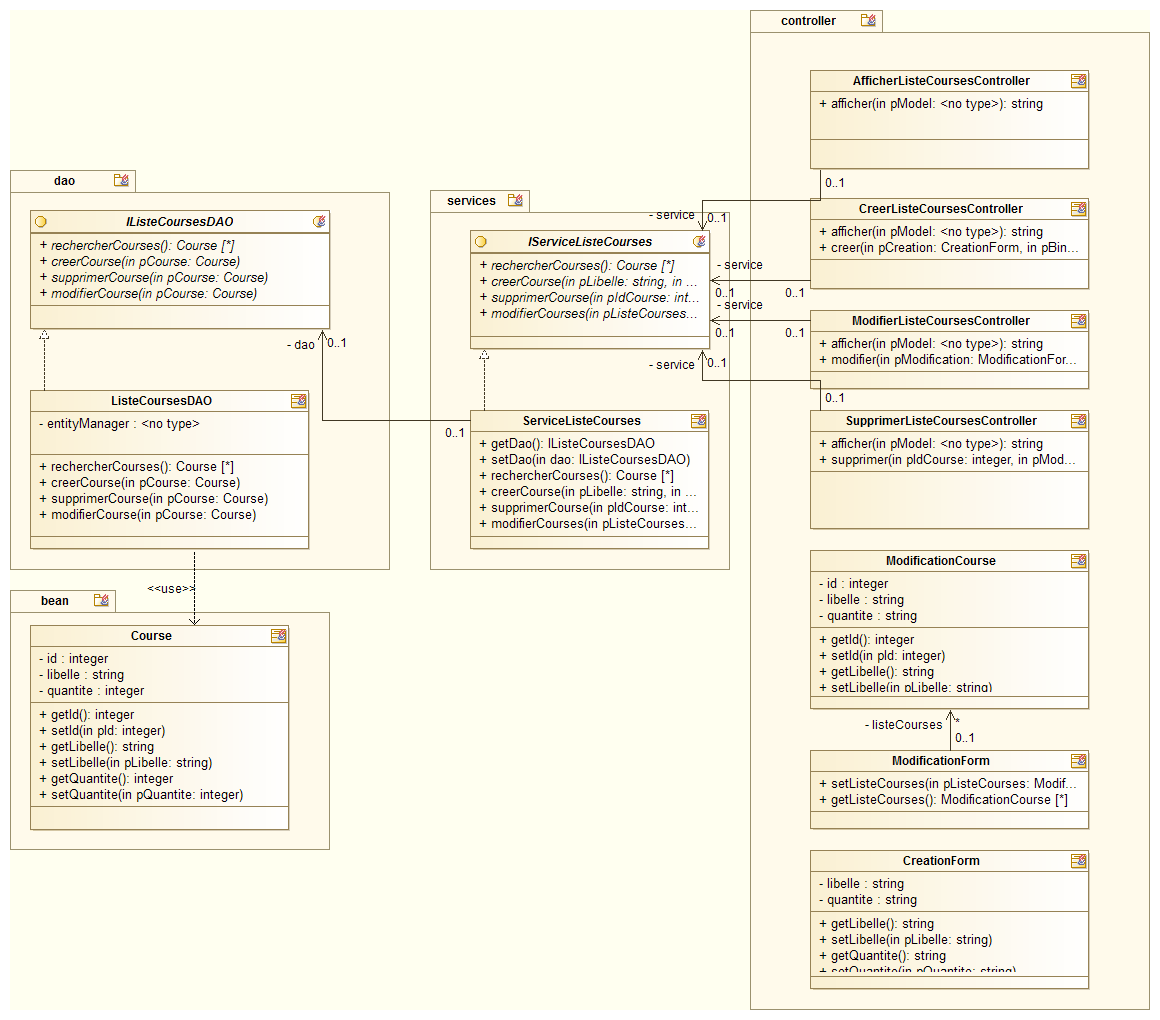 dao
IListeCoursesDAO
+ rechercherCourses(): Course [*]
+ creerCourse(in pCourse: Course)
+ supprimerCourse(in pCourse: Course)
+ modifierCourse(in pCourse: Course)
- dao
0..1
ListeCoursesDAO
- entityManager : <no type>
+ rechercherCourses(): Course [*]
+ creerCourse(in pCourse: Course)
+ supprimerCourse(in pCourse: Course)
+ modifierCourse(in pCourse: Course)
<<use>>
bean
Course
- id : integer
- libelle : string
- quantite : integer
+ getId(): integer
+ setId(in pId: integer)
+ getLibelle(): string
+ setLibelle(in pLibelle: string)
+ getQuantite(): integer
+ setQuantite(in pQuantite: integer)
services
- service
0..1
IServiceListeCourses
+ rechercherCourses(): Course [*]
+ creerCourse(in pLibelle: string, in ...
+ supprimerCourse(in pIdCourse: int...
+ modifierCourses(in pListeCourses...
- service
0..1
0..1
- service
0..1
0..1
- service
0..1
0..1
ServiceListeCourses
+ getDao(): IListeCoursesDAO
+ setDao(in dao: IListeCoursesDAO)
+ rechercherCourses(): Course [*]
+ creerCourse(in pLibelle: string, in ...
+ supprimerCourse(in pIdCourse: int...
+ modifierCourses(in pListeCourses...
controller
AfficherListeCoursesController
+ afficher(in pModel: <no type>): string
0..1
CreerListeCoursesController
+ afficher(in pModel: <no type>): string
+ creer(in pCreation: CreationForm, in pBin...
ModifierListeCoursesController
+ afficher(in pModel: <no type>): string
+ modifier(in pModification: ModificationFor...
0..1
SupprimerListeCoursesController
+ afficher(in pModel: <no type>): string
+ supprimer(in pIdCourse: integer, in pMod...
ModificationCourse
- id : integer
- libelle : string
- quantite : string
+ getId(): integer
+ setId(in pId: integer)
+ getLibelle(): string
+ setLibelle(in pLibelle: string)
- listeCourses
*
0..1
ModificationForm
+ setListeCourses(in pListeCourses: Modif...
+ getListeCourses(): ModificationCourse [*]
CreationForm
- libelle : string
- quantite : string
+ getLibelle(): string
+ setLibelle(in pLibelle: string)
+ getQuantite(): string
+ setQuantite(in pQuantite: string)